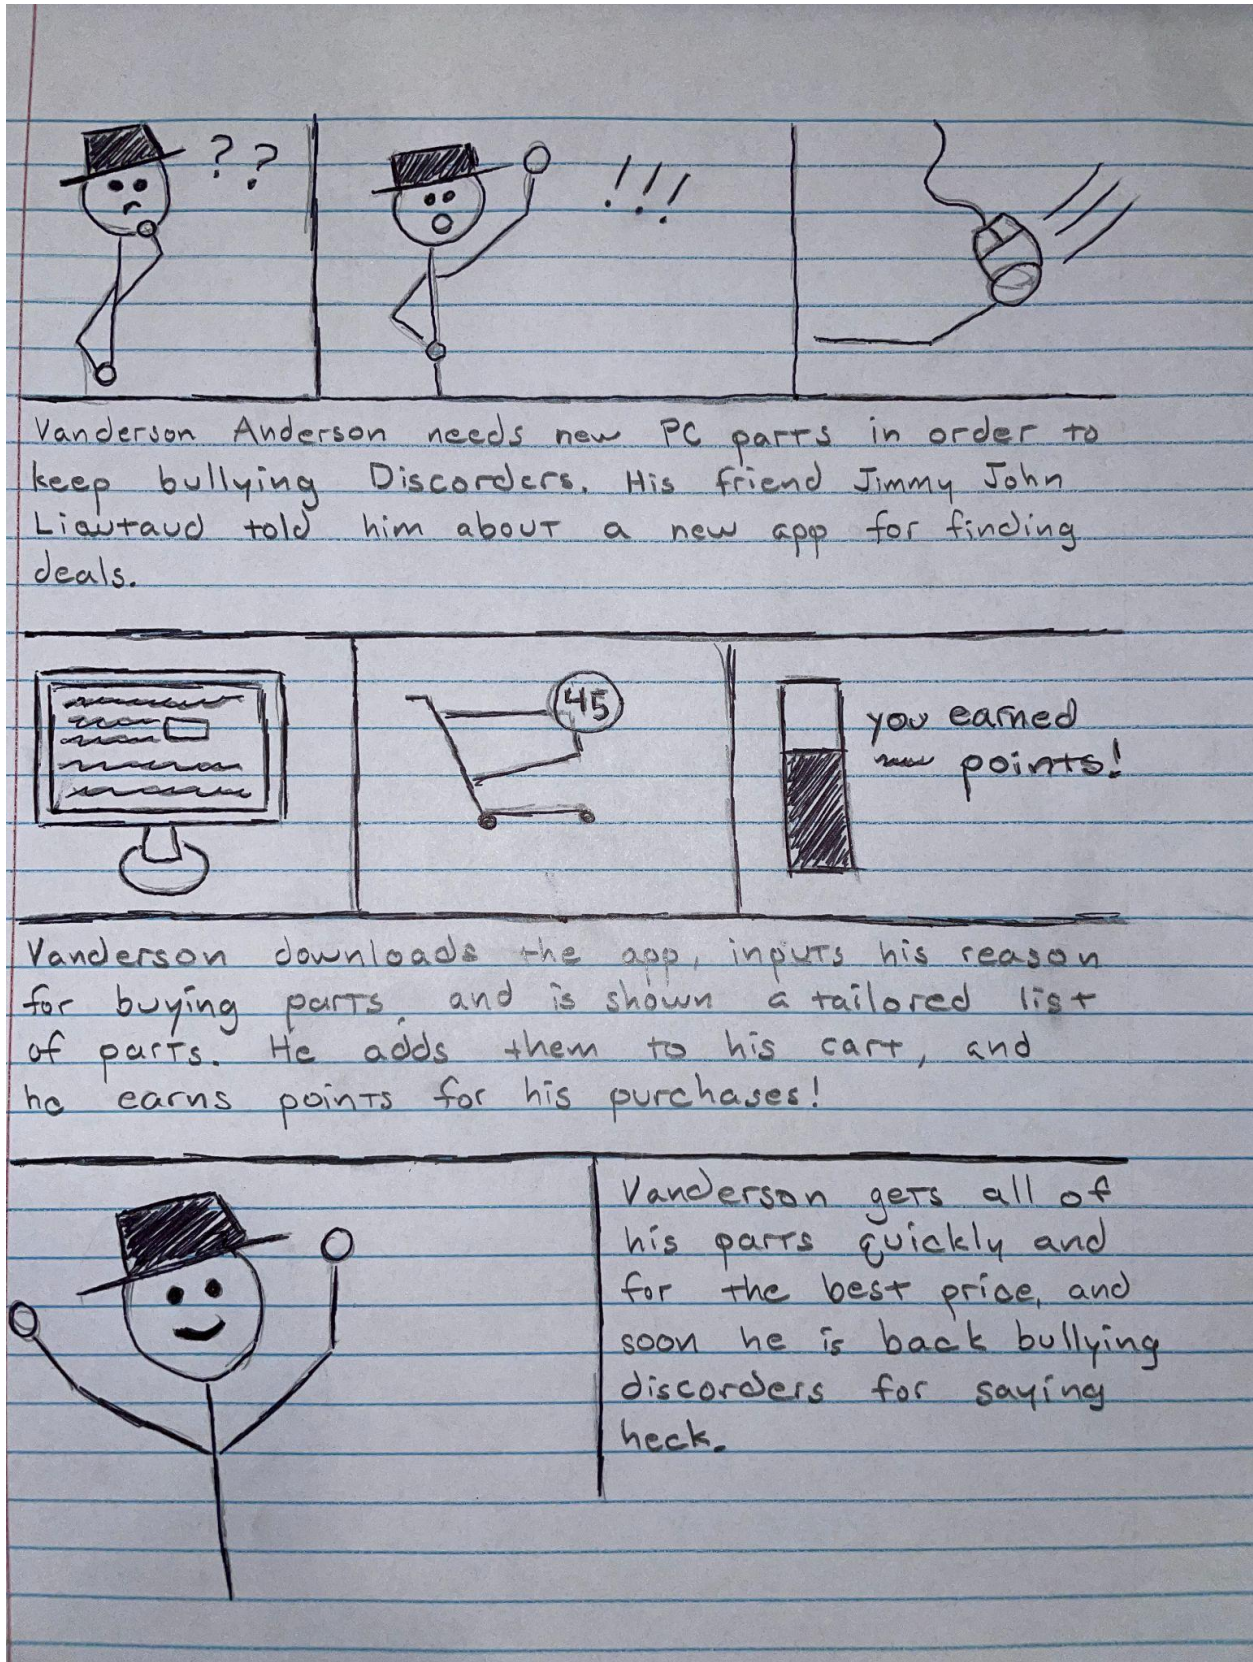 ? ?
!!!
Vanderson Anderson needs new PC parts in order to
keep bullying Discorders. His friend Jimmy John
Liautaud told him about a new app for finding
deals.
45
you earned
points!
Vanderson downloads the app, inputs his reason
for buying parts, and is shown a tailored list
of parts. He adds them to his cart, and
he earns points for his purchases!
Vanderson gets all of
his parts quickly and
for the best price, and
soon he is back bullying
discorders for saying
heck.